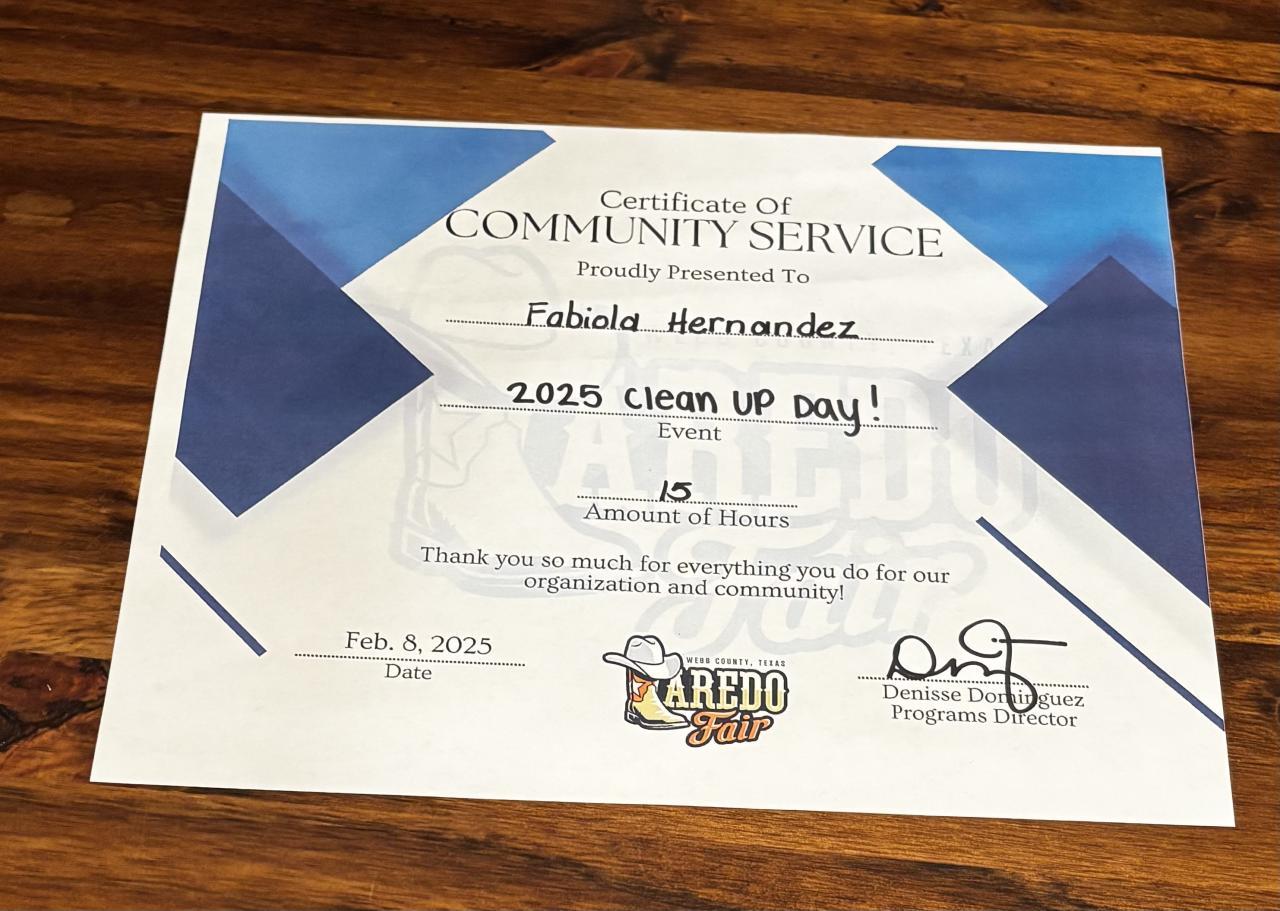 Certificate Of
COMMUNITY SERVICE
Proudly Presented To
Fabiola Hernandez
2025 Clean UP Day!
Event
15
Amount of Hours
Thank you so much for everything you do for our
organization and community!
Feb. 8, 2025
Date
WEBB COUNTY, TEXAS
LAREDO
Fair
Denisse Dominguez
Programs Director